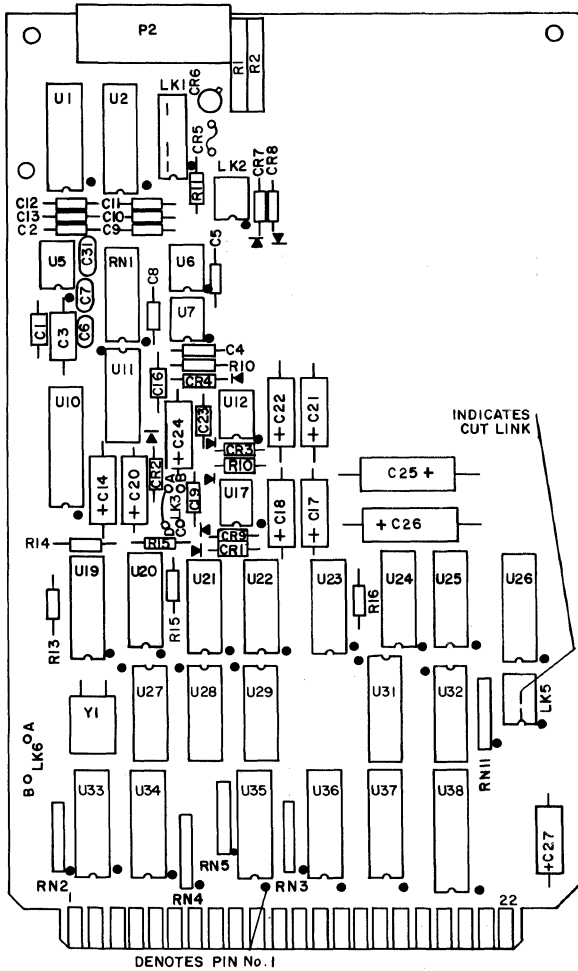 P2
R1
R2
CR6
LK1
U1
U2
CR5
CR7
CR8
LK2
R11
C12
C11
C13
C10
C2
C9
C5
C31
U5
RN1
U6
C7
C8
U7
C1
C3
C6
C4
R10
U11
C16
CR4
U10
U12
C22
C21
INDICATES
CUT LINK
C23
+C24
+
+
CR3
CR2
R10
C25+
+C14
+C20
A
B
LK3
C19
U17
+C18
+C17
+C26
D
C
CR9
R14
R15
CR1
U19
U20
U21
U22
U23
U24
U25
U26
R13
R15
R16
U27
U28
U29
U31
U32
LK5
Y1
A
LK6
B
RN11
U33
U34
U35
U36
U37
U38
+C27
RN5
RN2
RN4
RN3
1
22
DENOTES PIN No.1